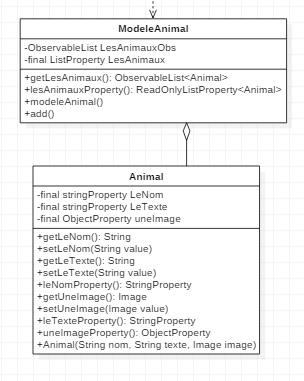 ModeleAnimal
-ObservableList LesAnimauxObs
-final ListProperty LesAnimaux
+getLesAnimaux(): ObservableList<Animal>
+lesAnimauxProperty(): ReadOnlyListProperty<Animal>
+modeleAnimal()
+add()
Animal
-final stringProperty LeNom
-final stringProperty LeTexte
-final ObjectProperty uneImage
+getLeNom(): String
+setLeNom(String value)
+getLeTexte(): String
+setLeTexte(String value)
+leNomProperty(): StringProperty
+getUneImage(): Image
+setUneImage(Image value)
+leTexteProperty(): StringProperty
+uneImageProperty(): ObjectProperty
+Animal(String nom, String texte, Image image)